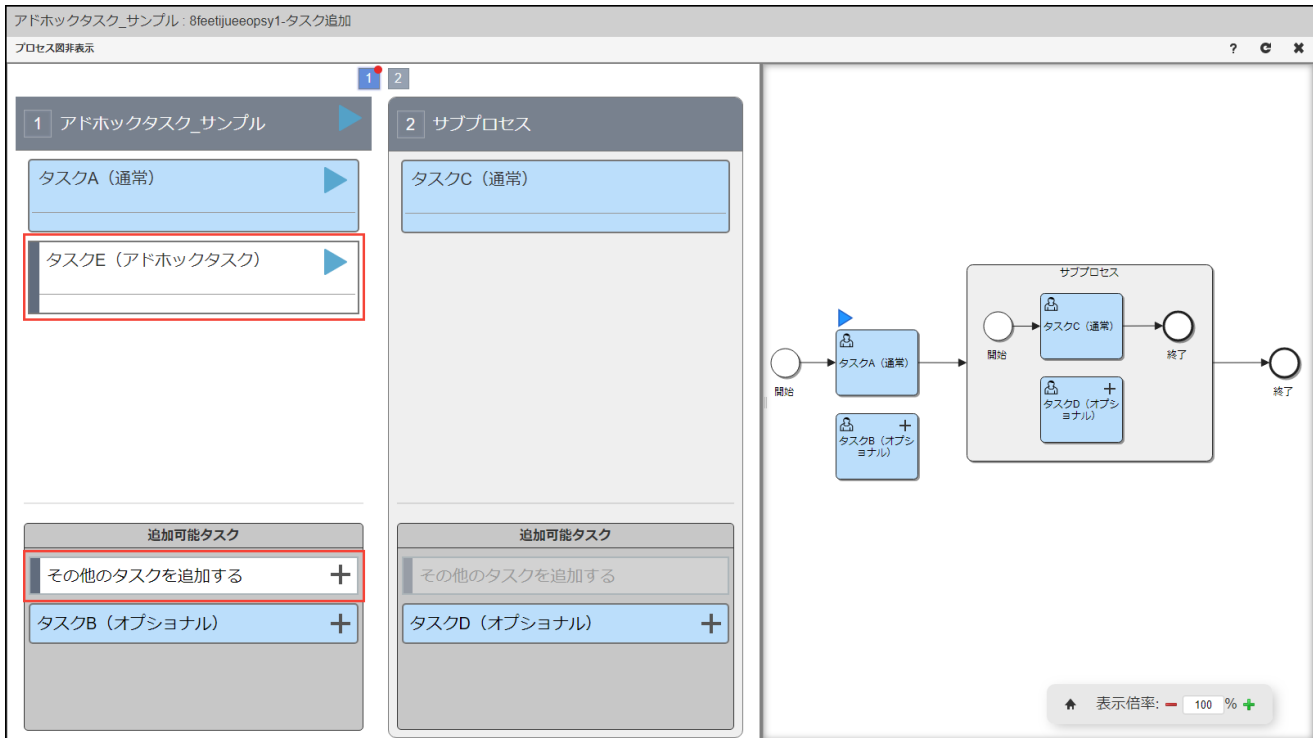 アドホックタスク_サンプル : 8feetijueeopsy1-タスク追加
プロセス図非表示
? 
1 2
1 アドホックタスク_サンプル
タスクA（通常）
タスクE（アドホックタスク）
追加可能タスク
その他のタスクを追加する
タスクB（オプショナル）
2 サブプロセス
タスクC（通常）
追加可能タスク
その他のタスクを追加する
タスクD（オプショナル）
開始
タスクA（通常）
タスクB（オプシ
ョナル）
サブプロセス
開始
タスクC（通常）
終了
タスクD（オプシ
ョナル）
終了
表示倍率: 100 %